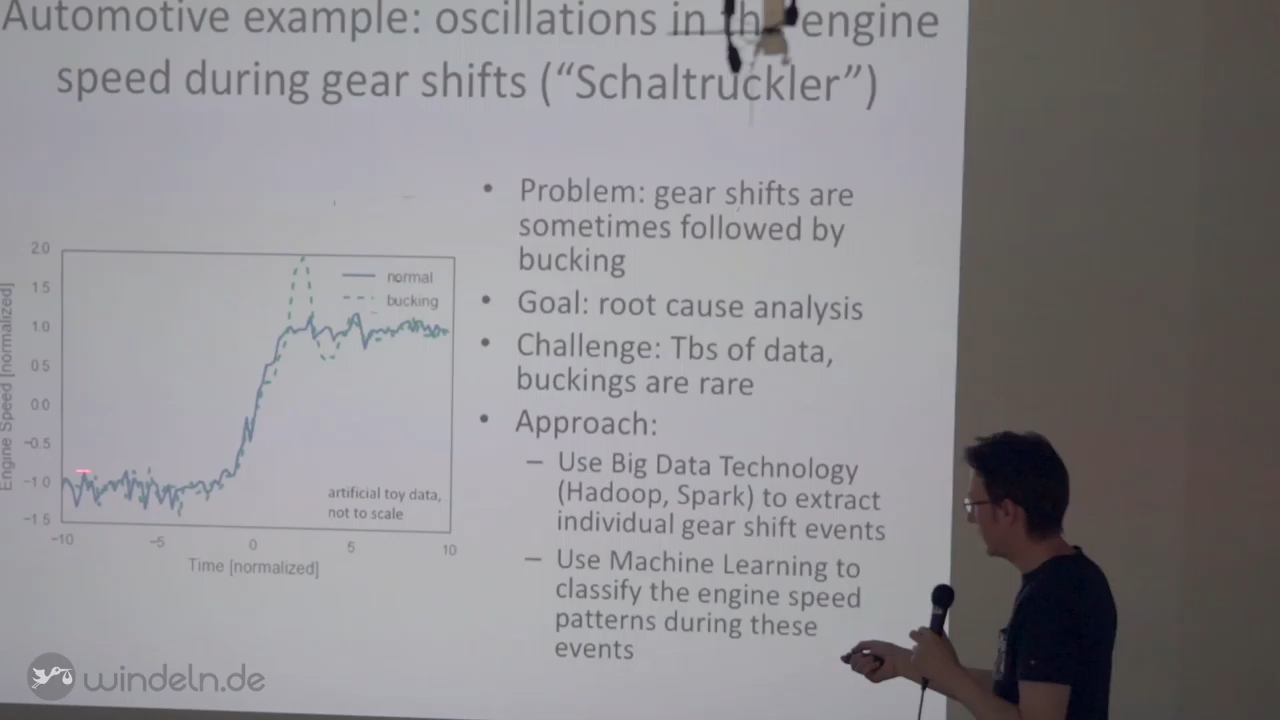 Automotive example: oscillations in the engine
speed during gear shifts (“Schaltruckler”)
• Problem: gear shifts are
sometimes followed by
bucking
• Goal: root cause analysis
• Challenge: Tbs of data,
buckings are rare
• Approach:
– Use Big Data Technology
(Hadoop, Spark) to extract
individual gear shift events
– Use Machine Learning to
classify the engine speed
patterns during these
events
Engine Speed [normalized]
2.0
1.5
1.0
0.5
0.0
−0.5
−1.0
−1.5
normal
bucking
artificial toy data,
not to scale
−10 −5 0 5 10
Time [normalized]
windeln.de